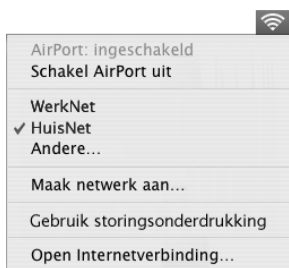 AirPort: ingeschakeld
Schakel AirPort uit
WerkNet
✓ HuisNet
Andere…
Maak netwerk aan…
Gebruik storingsonderdrukking
Open Internetverbinding…